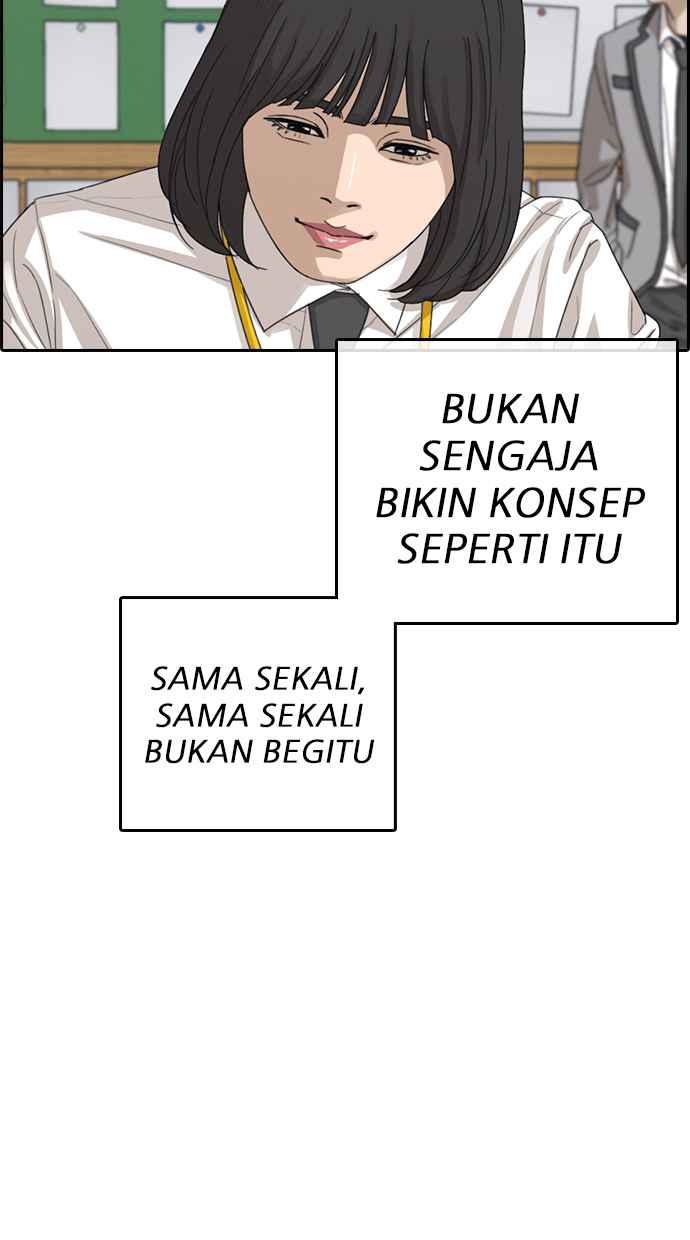 BUKAN
SENGAJA
BIKIN KONSEP
SEPERTI ITU
SAMA SEKALI,
SAMA SEKALI
BUKAN BEGITU